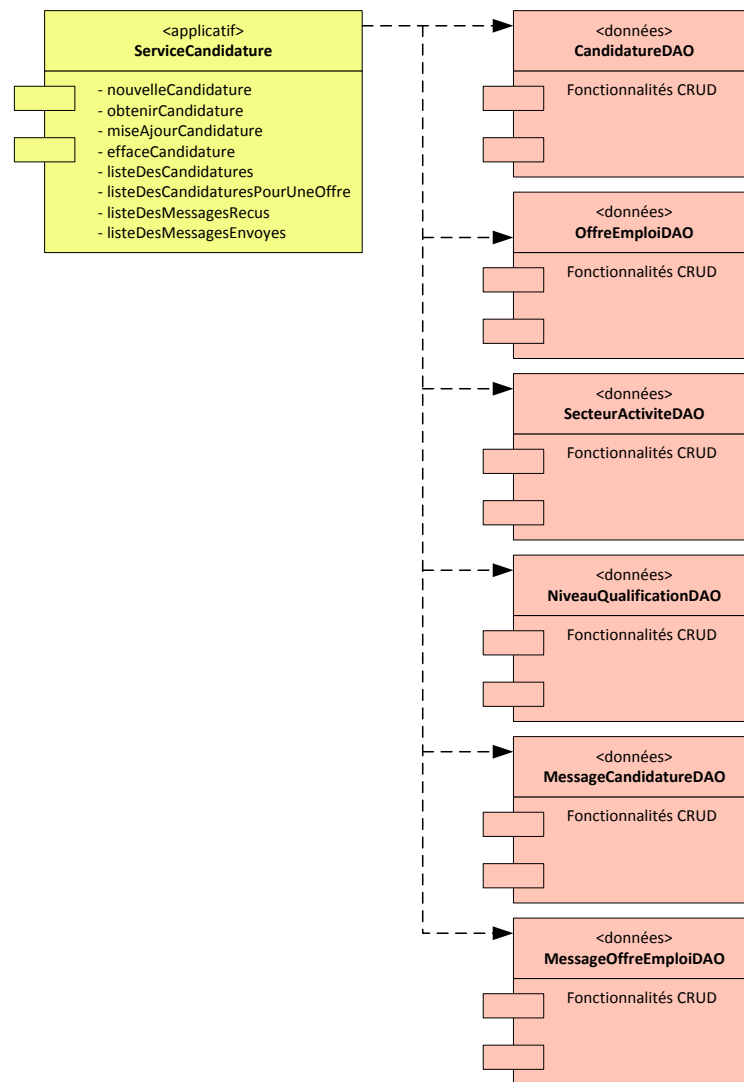 <applicatif>
ServiceCandidature
- nouvelleCandidature
- obtenirCandidature
- miseAjourCandidature
- effaceCandidature
- listeDesCandidatures
- listeDesCandidaturesPourUneOffre
- listeDesMessagesRecus
- listeDesMessagesEnvoyes
<données>
CandidatureDAO
Fonctionnalités CRUD
<données>
OffreEmploiDAO
Fonctionnalités CRUD
<données>
SecteurActiviteDAO
Fonctionnalités CRUD
<données>
NiveauQualificationDAO
Fonctionnalités CRUD
<données>
MessageCandidatureDAO
Fonctionnalités CRUD
<données>
MessageOffreEmploiDAO
Fonctionnalités CRUD